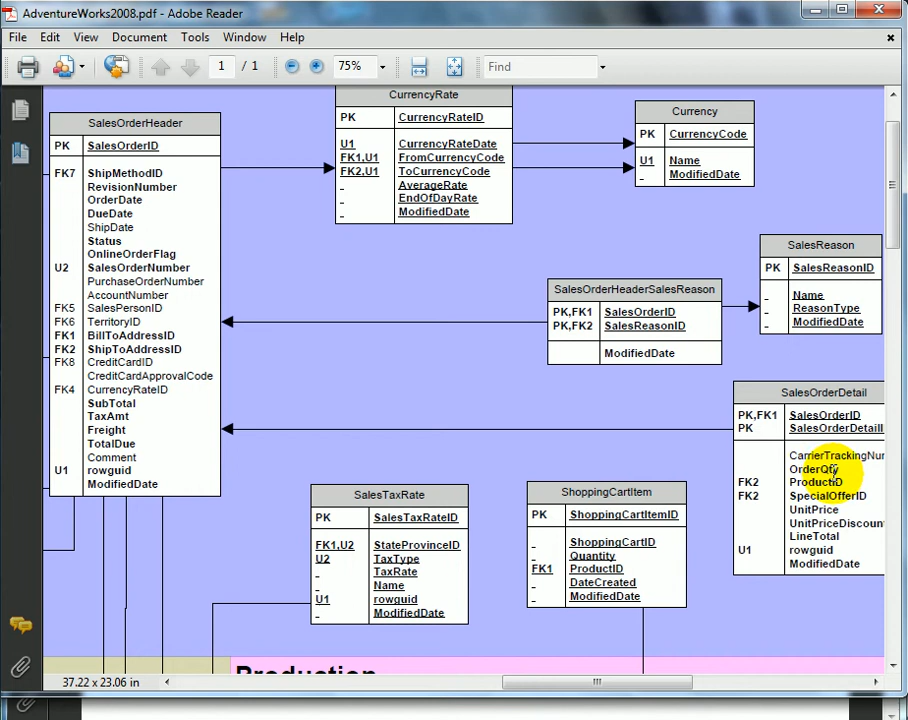 AdventureWorks2008.pdf - Adobe Reader
File Edit View Document Tools Window Help
1 / 1 75% Find
SalesOrderHeader
PK SalesOrderID
FK7 ShipMethodID
RevisionNumber
OrderDate
DueDate
ShipDate
Status
OnlineOrderFlag
U2 SalesOrderNumber
PurchaseOrderNumber
AccountNumber
FK5 SalesPersonID
FK6 TerritoryID
FK1 BillToAddressID
FK2 ShipToAddressID
FK8 CreditCardID
CreditCardApprovalCode
FK4 CurrencyRateID
SubTotal
TaxAmt
Freight
TotalDue
Comment
U1 rowguid
ModifiedDate
CurrencyRate
PK CurrencyRateID
U1 CurrencyRateDate
FK1,U1 FromCurrencyCode
FK2,U1 ToCurrencyCode
AverageRate
EndOfDayRate
ModifiedDate
Currency
PK CurrencyCode
U1 Name
ModifiedDate
SalesReason
PK SalesReasonID
Name
ReasonType
ModifiedDate
SalesOrderHeaderSalesReason
PK,FK1 SalesOrderID
PK,FK2 SalesReasonID
ModifiedDate
SalesOrderDetail
PK,FK1 SalesOrderID
PK SalesOrderDetailI
CarrierTrackingNu
OrderQty
FK2 ProductID
FK2 SpecialOfferID
UnitPrice
UnitPriceDiscount
LineTotal
U1 rowguid
ModifiedDate
SalesTaxRate
PK SalesTaxRateID
FK1,U2 StateProvinceID
U2 TaxType
TaxRate
Name
U1 rowguid
ModifiedDate
ShoppingCartItem
PK ShoppingCartItemID
ShoppingCartID
Quantity
FK1 ProductID
DateCreated
ModifiedDate
Production
37.22 x 23.06 in